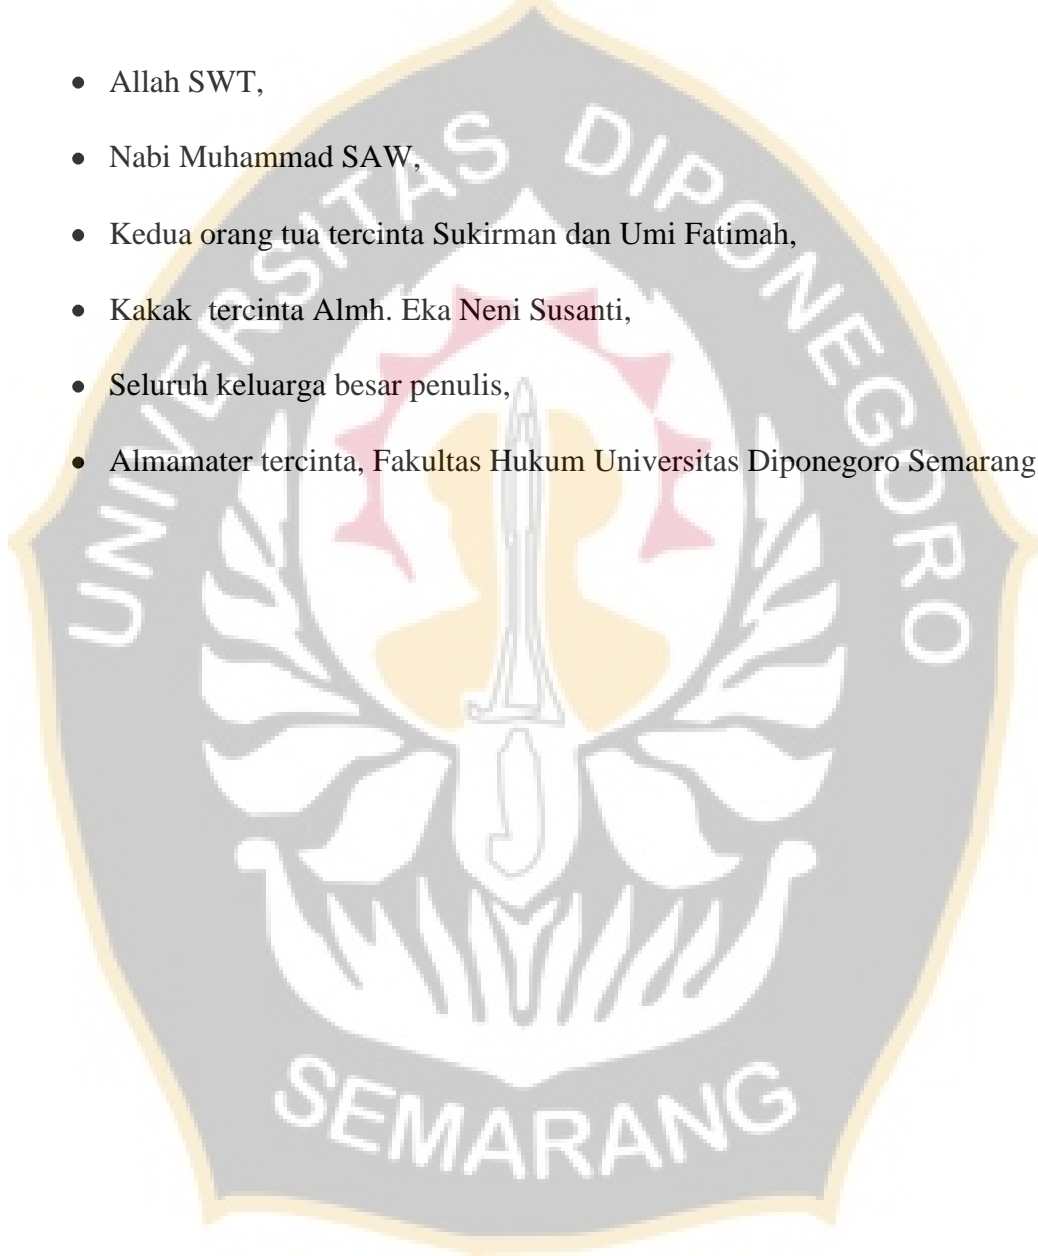 • Allah SWT,
• Nabi Muhammad SAW,
• Kedua orang tua tercinta Sukirman dan Umi Fatimah,
• Kakak  tercinta Almh. Eka Neni Susanti,
• Seluruh keluarga besar penulis,
• Almamater tercinta, Fakultas Hukum Universitas Diponegoro Semarang
UNIVERSITAS DIPONEGORO
SEMARANG